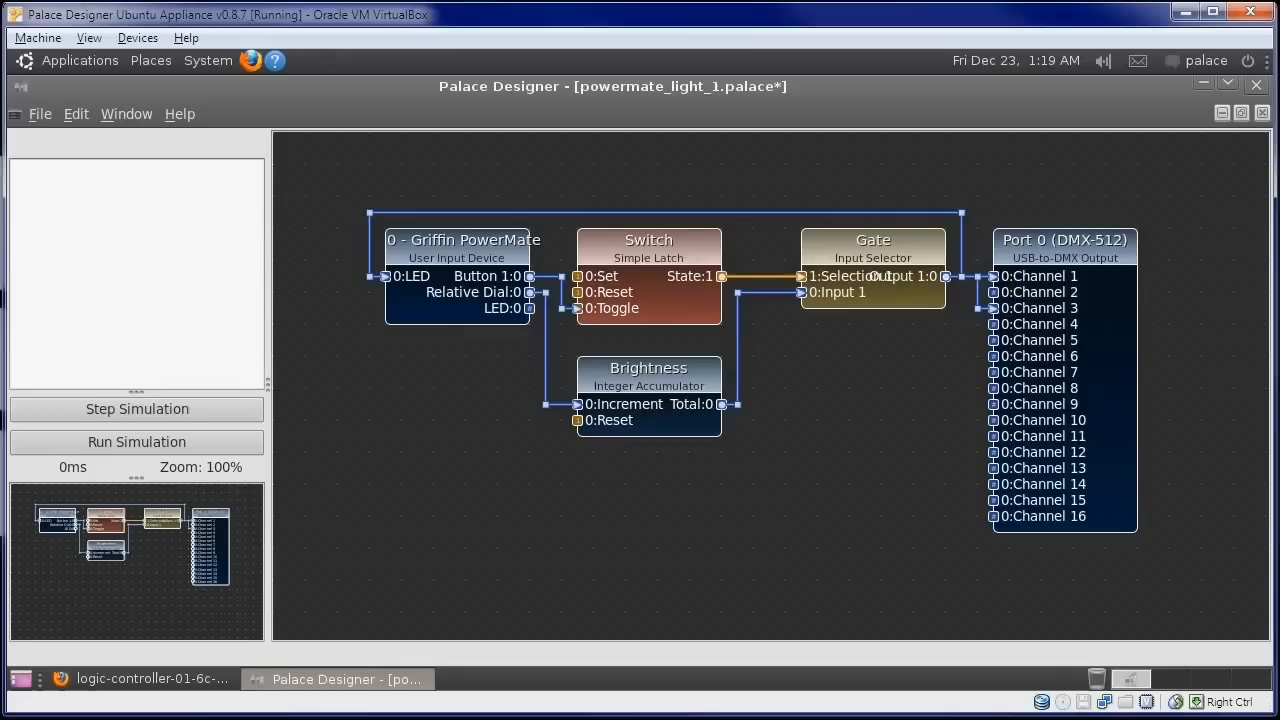 Palace Designer Ubuntu Appliance v0.8.7 [Running] - Oracle VM VirtualBox
Machine View Devices Help
Applications Places System ? Fri Dec 23, 1:19 AM palace
Palace Designer - [powermate_light_1.palace*]
File Edit Window Help
0 - Griffin PowerMate
User Input Device
0:LED Button 1:0
Relative Dial:0
LED:0
Switch
Simple Latch
0:Set State:1
0:Reset
0:Toggle
Brightness
Integer Accumulator
0:Increment Total:0
0:Reset
Gate
Input Selector
1:Selection 1 Output 1:0
0:Input 1
Port 0 (DMX-512)
USB-to-DMX Output
0:Channel 1
0:Channel 2
0:Channel 3
0:Channel 4
0:Channel 5
0:Channel 6
0:Channel 7
0:Channel 8
0:Channel 9
0:Channel 10
0:Channel 11
0:Channel 12
0:Channel 13
0:Channel 14
0:Channel 15
0:Channel 16
Step Simulation
Run Simulation
0ms Zoom: 100%
logic-controller-01-6c-... Palace Designer - [po...
Right Ctrl